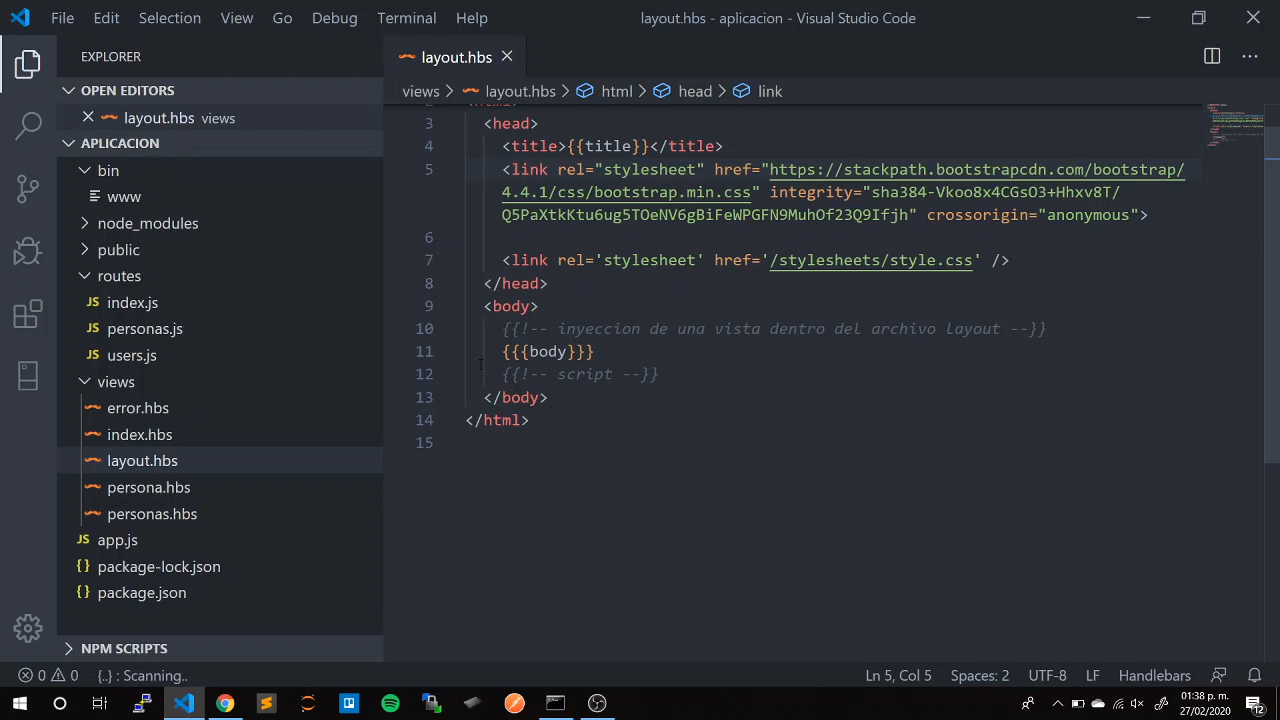 File Edit Selection View Go Debug Terminal Help layout.hbs - aplicacion - Visual Studio Code
EXPLORER
OPEN EDITORS
layout.hbs views
APLICACION
bin
www
node_modules
public
routes
JS index.js
JS personas.js
JS users.js
views
error.hbs
index.hbs
layout.hbs
persona.hbs
personas.hbs
JS app.js
{} package-lock.json
{} package.json
NPM SCRIPTS
layout.hbs
views > layout.hbs > html > head > link
3 <head>
4 <title>{{title}}</title>
5 <link rel="stylesheet" href="https://stackpath.bootstrapcdn.com/bootstrap/
4.4.1/css/bootstrap.min.css" integrity="sha384-Vkoo8x4CGsO3+Hhxv8T/
Q5PaXtkKtu6ug5TOeNV6gBiFeWPGFN9MuhOf23Q9Ifjh" crossorigin="anonymous">
6
7 <link rel='stylesheet' href='/stylesheets/style.css' />
8 </head>
9 <body>
10 {{!-- inyeccion de una vista dentro del archivo layout --}}
11 {{{body}}}
12 {{!-- script --}}
13 </body>
14 </html>
15
0 0 {..} : Scanning.. Ln 5, Col 5 Spaces: 2 UTF-8 LF Handlebars
01:38 p. m.
27/02/2020